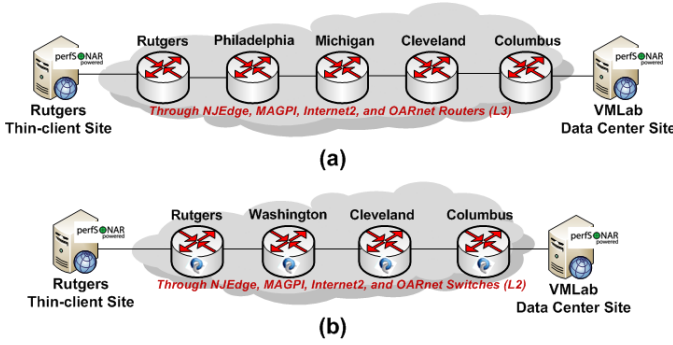 perfSONAR
powered
Rutgers
Philadelphia
Michigan
Cleveland
Columbus
perfSONAR
powered
Rutgers
Thin-client Site
Through NJEdge, MAGPI, Internet2, and OARnet Routers (L3)
VMLab
Data Center Site
(a)
perfSONAR
powered
Rutgers
Washington
Cleveland
Columbus
perfSONAR
powered
Rutgers
Thin-client Site
Through NJEdge, MAGPI, Internet2, and OARnet Switches (L2)
VMLab
Data Center Site
(b)